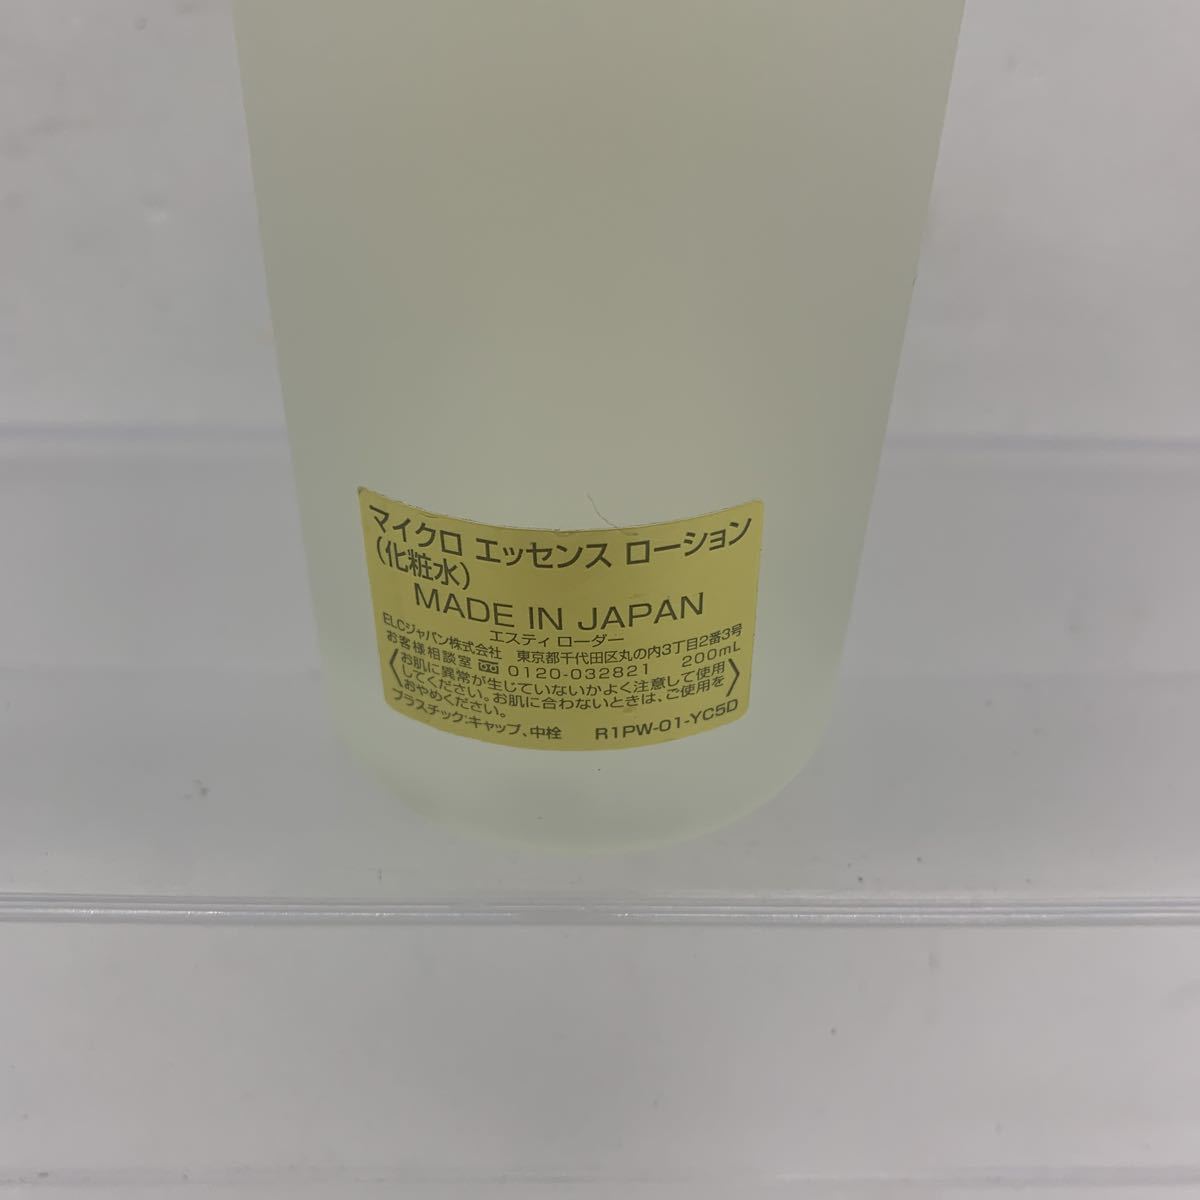 マイクロ エッセンス ローション
(化粧水)
MADE IN JAPAN
エスティ ローダー
ELCジャパン株式会社 東京都千代田区丸の内3丁目2番3号
お客様相談室 0120-032821 200mL
〈お肌に異常が生じていないかよく注意して使用
してください。お肌に合わないときは、ご使用を
おやめください。〉
プラスチック:キャップ、中栓 R1PW-01-YC5D